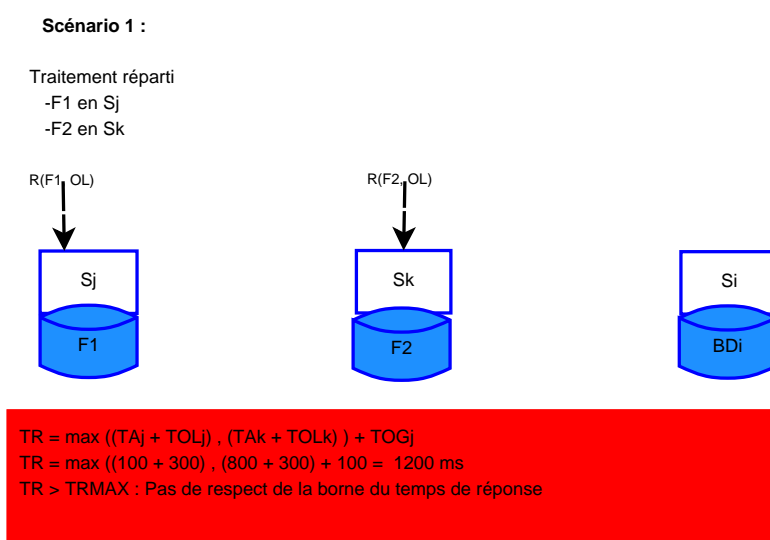 Scénario 1 :
Traitement réparti
-F1 en Sj
-F2 en Sk
R(F1, OL)
R(F2, OL)
Sj
Sk
Si
F1
F2
BDi
TR = max ((TAj + TOLj) , (TAk + TOLk) ) + TOGj
TR = max ((100 + 300) , (800 + 300) + 100 =  1200 ms
TR > TRMAX : Pas de respect de la borne du temps de réponse